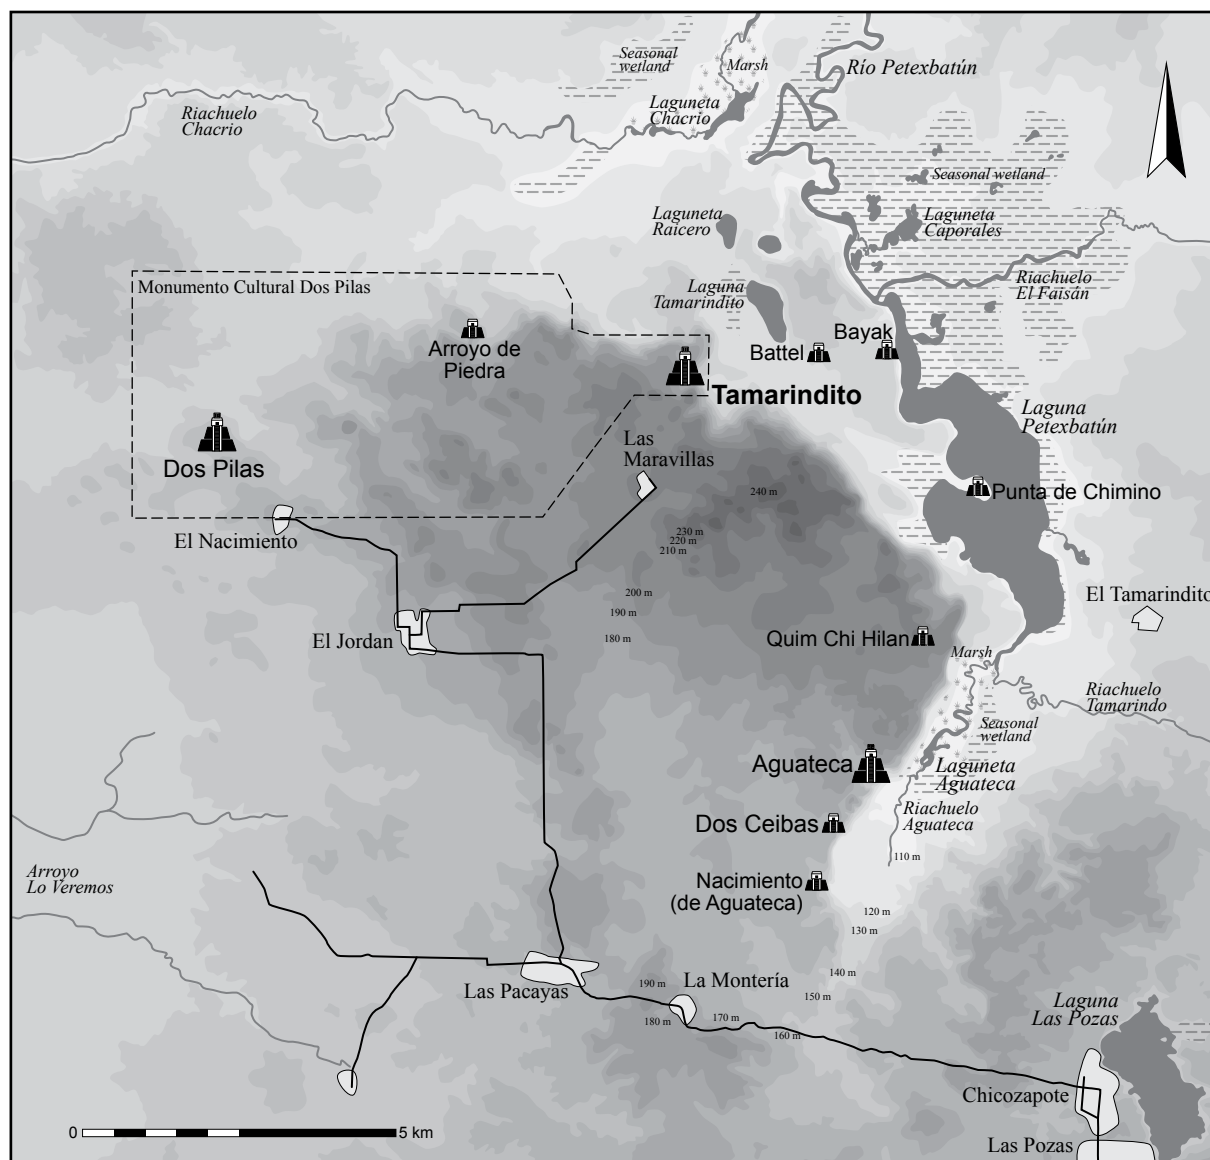 Seasonal
wetland
Marsh
Río Petexbatún
Riachuelo
Chacrio
Laguneta
Chacrio
Seasonal wetland
Laguneta
Raicero
Laguneta
Caporales
Riachuelo
El Faisán
Monumento Cultural Dos Pilas
Laguna
Tamarindito
Arroyo de
Piedra
Battel
Bayak
Tamarindito
Laguna
Petexbatún
Dos Pilas
Las
Maravillas
240 m
Punta de Chimino
El Nacimiento
230 m
220 m
210 m
200 m
190 m
180 m
El Tamarindito
El Jordan
Quim Chi Hilan
Marsh
Riachuelo
Tamarindo
Seasonal
wetland
Aguateca
Laguneta
Aguateca
Riachuelo
Aguateca
Dos Ceibas
110 m
Arroyo
Lo Veremos
Nacimiento
(de Aguateca)
120 m
130 m
140 m
150 m
Las Pacayas
190 m
La Montería
180 m
170 m
160 m
Laguna
Las Pozas
Chicozapote
0
5 km
Las Pozas